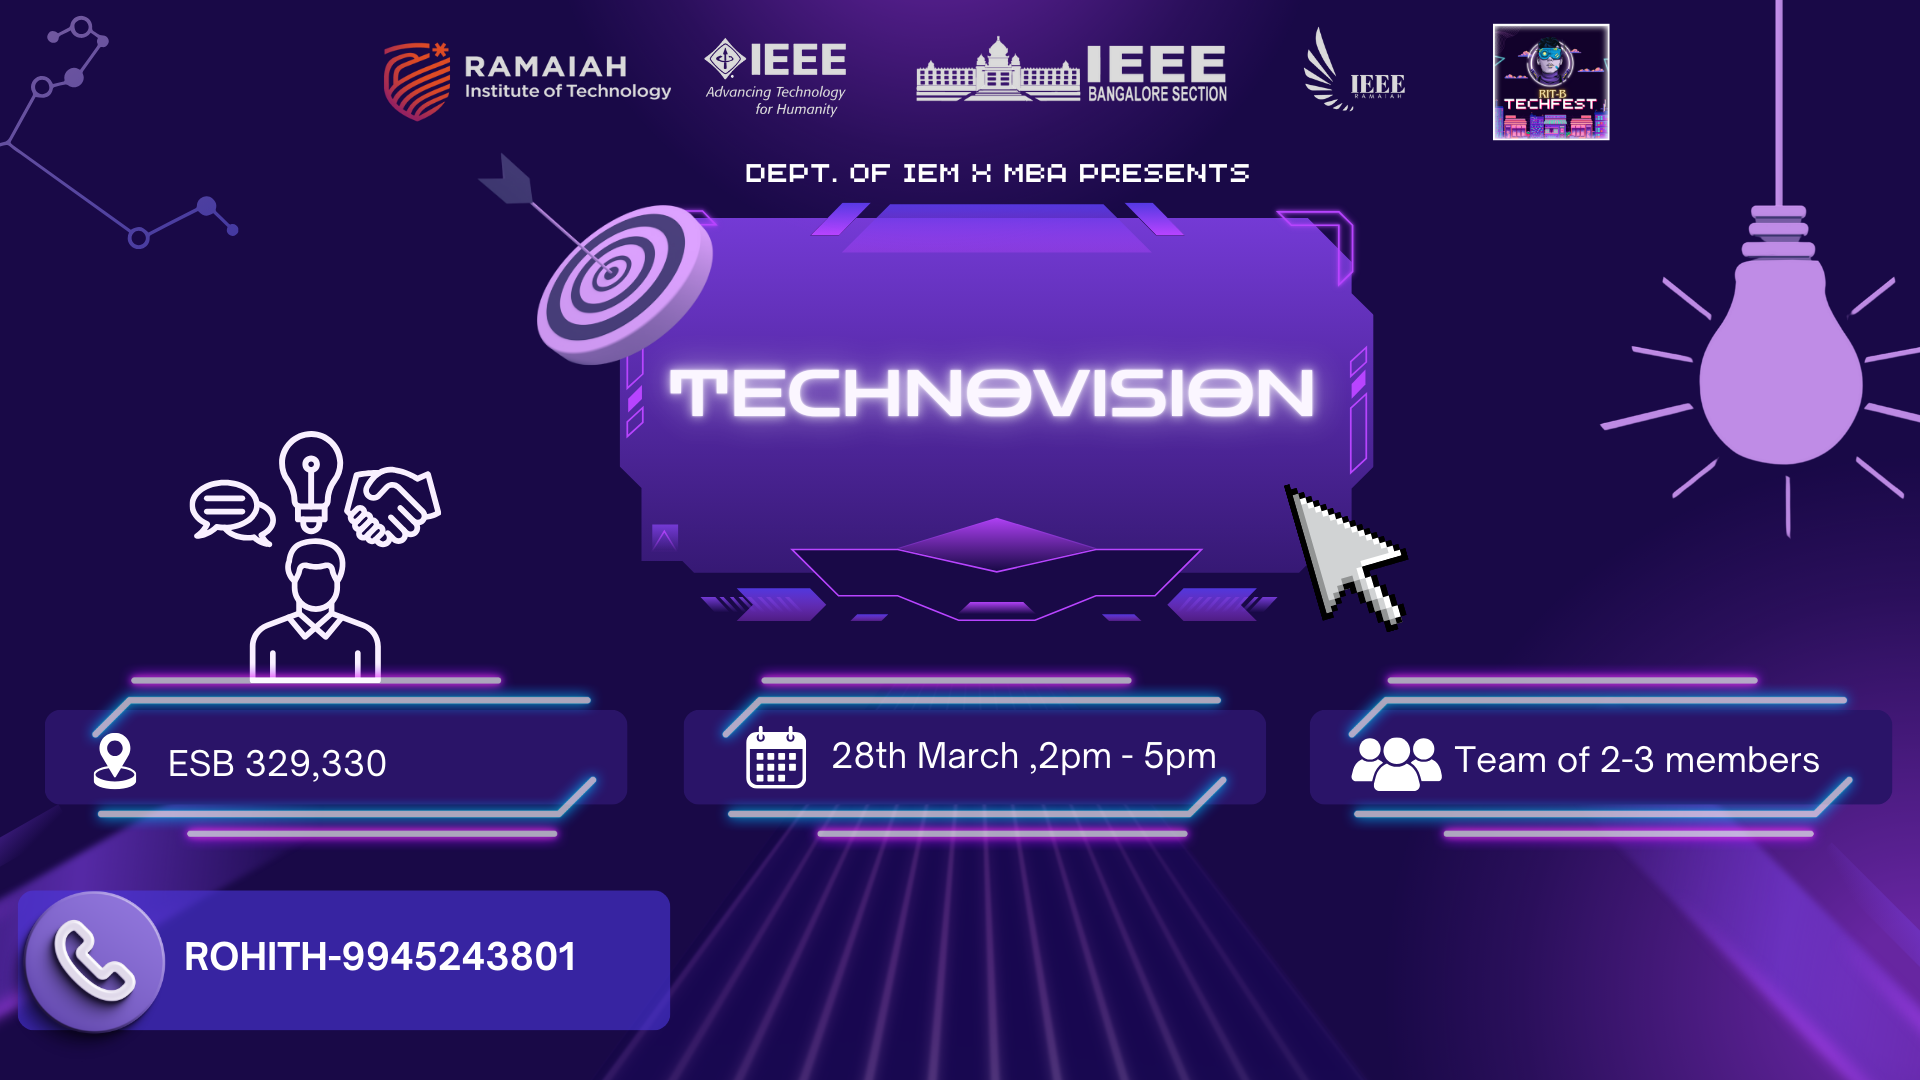 RAMAIAH
Institute of Technology
IEEE
Advancing Technology
for Humanity
IEEE
BANGALORE SECTION
IEEE
RAMAIAH
RIT-B
TECHFEST
DEPT. OF IEM X MBA PRESENTS
TECHNOVISION
ESB 329,330
28th March ,2pm - 5pm
Team of 2-3 members
ROHITH-9945243801